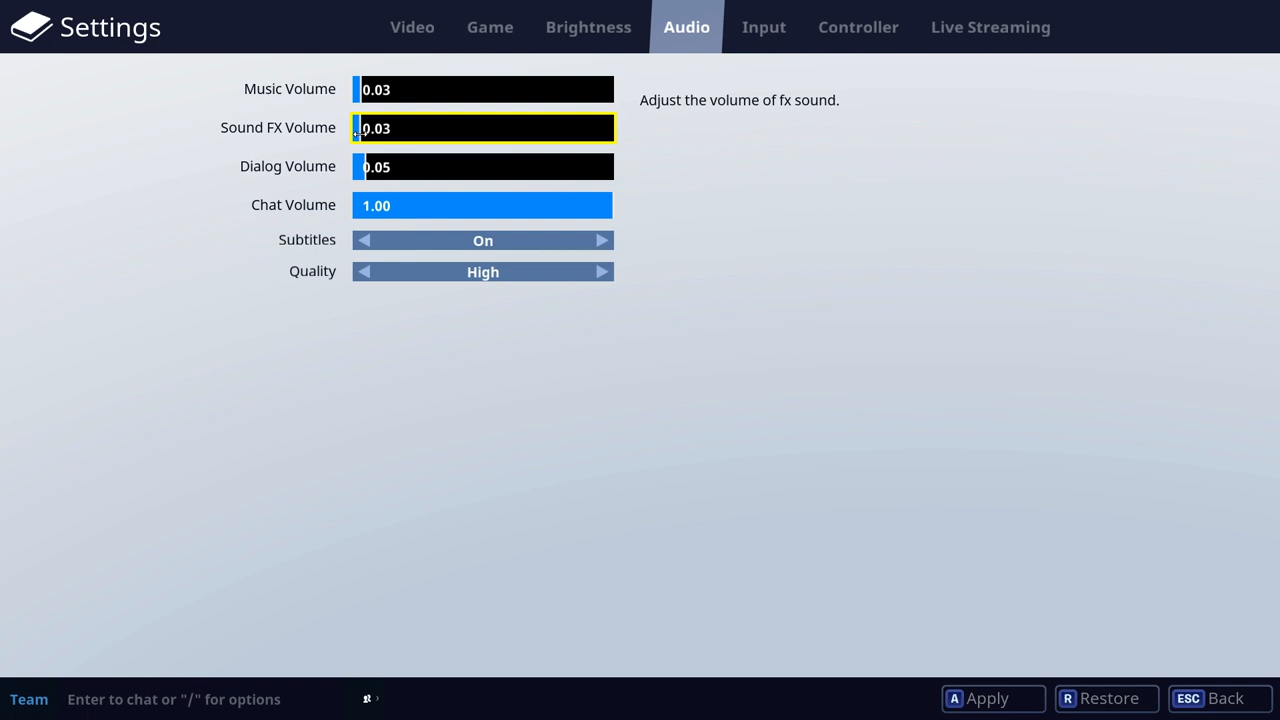 Settings
Video Game Brightness Audio Input Controller Live Streaming
Music Volume 0.03
Adjust the volume of fx sound.
Sound FX Volume 0.03
Dialog Volume 0.05
Chat Volume 1.00
Subtitles On
Quality High
Team Enter to chat or "/" for options
A Apply R Restore ESC Back